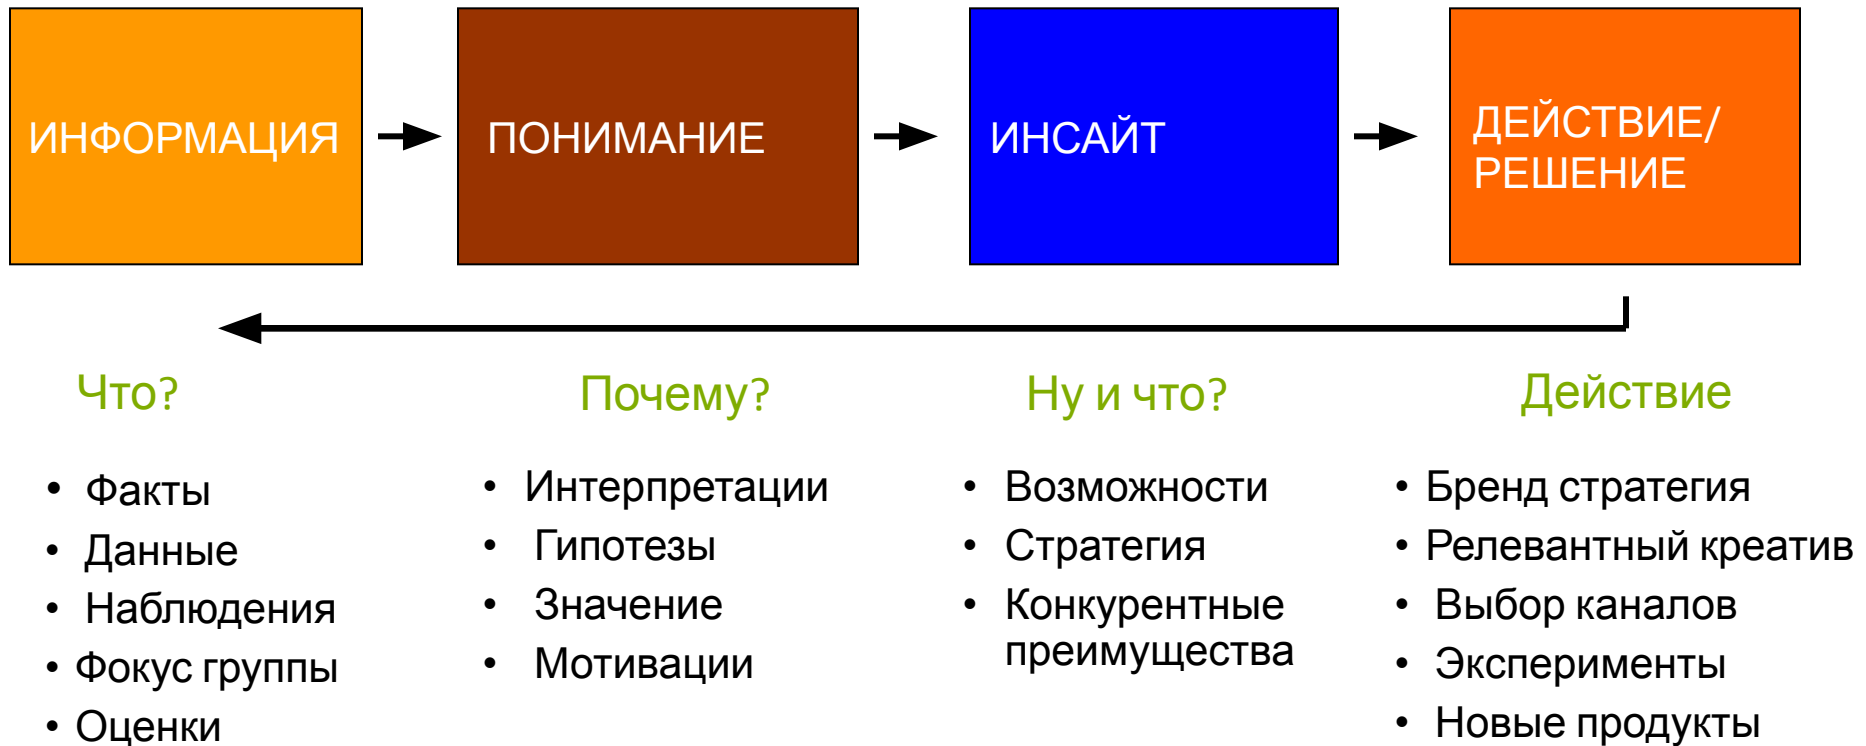 ИНФОРМАЦИЯ
ПОНИМАНИЕ
ИНСАЙТ
ДЕЙСТВИЕ/
РЕШЕНИЕ
Что?
• Факты
• Данные
• Наблюдения
• Фокус группы
• Оценки
Почему?
• Интерпретации
• Гипотезы
• Значение
• Мотивации
Ну и что?
• Возможности
• Стратегия
• Конкурентные
преимущества
Действие
• Бренд стратегия
• Релевантный креатив
• Выбор каналов
• Эксперименты
• Новые продукты